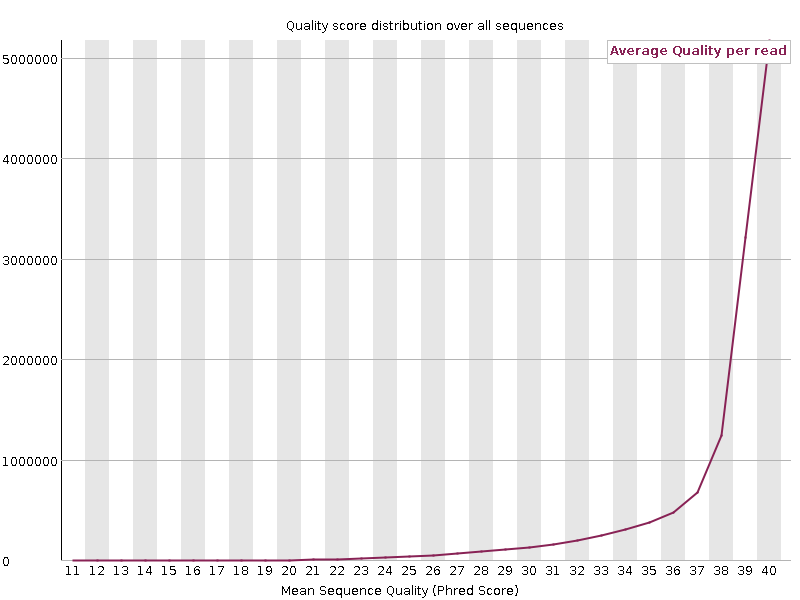 Quality score distribution over all sequences
Average Quality per read
5000000
4000000
3000000
2000000
1000000
0
11 12 13 14 15 16 17 18 19 20 21 22 23 24 25 26 27 28 29 30 31 32 33 34 35 36 37 38 39 40
Mean Sequence Quality (Phred Score)